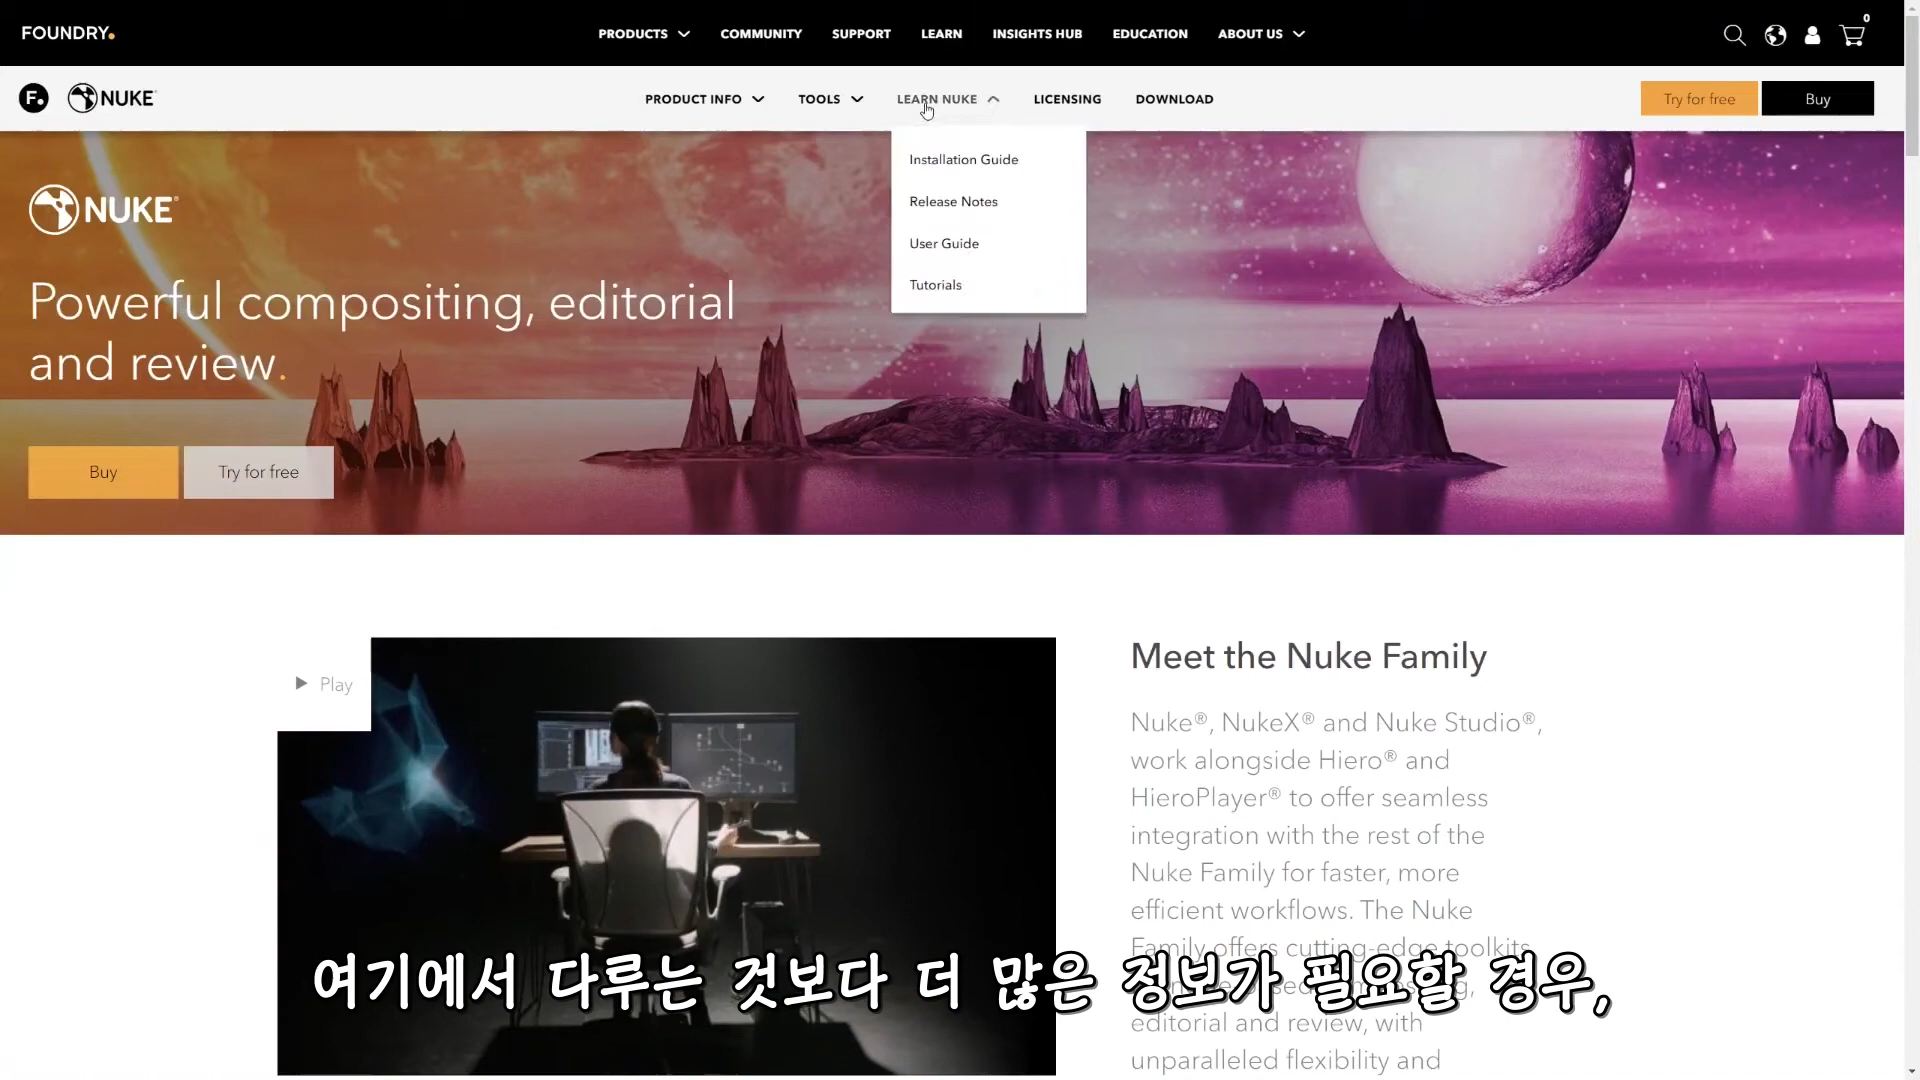 FOUNDRY.
PRODUCTS COMMUNITY SUPPORT LEARN INSIGHTS HUB EDUCATION ABOUT US
0
F. NUKE
PRODUCT INFO TOOLS LEARN NUKE LICENSING DOWNLOAD
Try for free Buy
Installation Guide
Release Notes
User Guide
Tutorials
NUKE
Powerful compositing, editorial
and review.
Buy Try for free
Play
Meet the Nuke Family
Nuke®, NukeX® and Nuke Studio®,
work alongside Hiero® and
HieroPlayer® to offer seamless
integration with the rest of the
Nuke Family for faster, more
efficient workflows. The Nuke
Family offers cutting-edge toolkits
editorial and review, with
unparalleled flexibility and
여기에서 다루는 것보다 더 많은 정보가 필요할 경우,